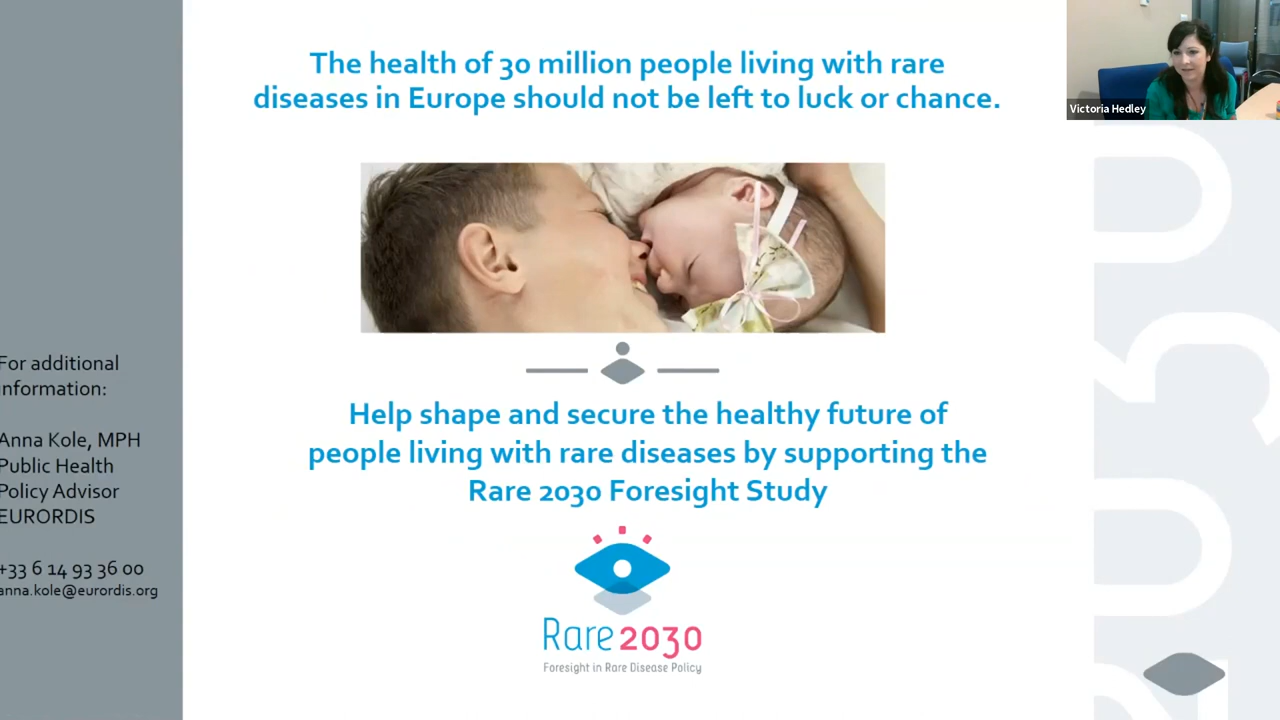 The health of 30 million people living with rare
diseases in Europe should not be left to luck or chance.
Victoria Hedley
Help shape and secure the healthy future of
people living with rare diseases by supporting the
Rare 2030 Foresight Study
For additional
information:
Anna Kole, MPH
Public Health
Policy Advisor
EURORDIS
+33 6 14 93 36 00
anna.kole@eurordis.org
Rare 2030
Foresight in Rare Disease Policy